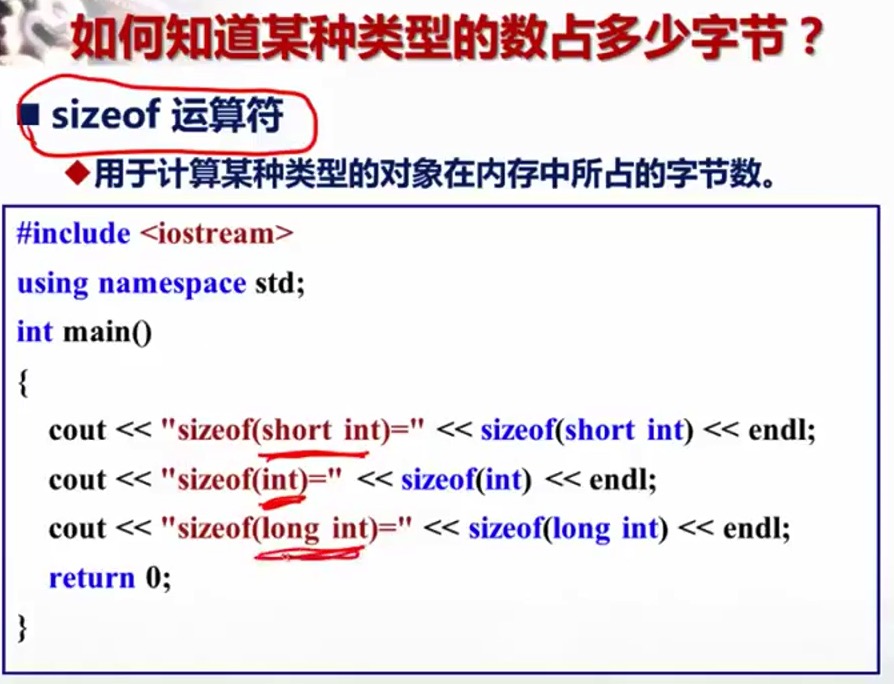 如何知道某种类型的数占多少字节？
sizeof 运算符
用于计算某种类型的对象在内存中所占的字节数。
#include <iostream>
using namespace std;
int main()
{
cout << "sizeof(short int)=" << sizeof(short int) << endl;
cout << "sizeof(int)=" << sizeof(int) << endl;
cout << "sizeof(long int)=" << sizeof(long int) << endl;
return 0;
}